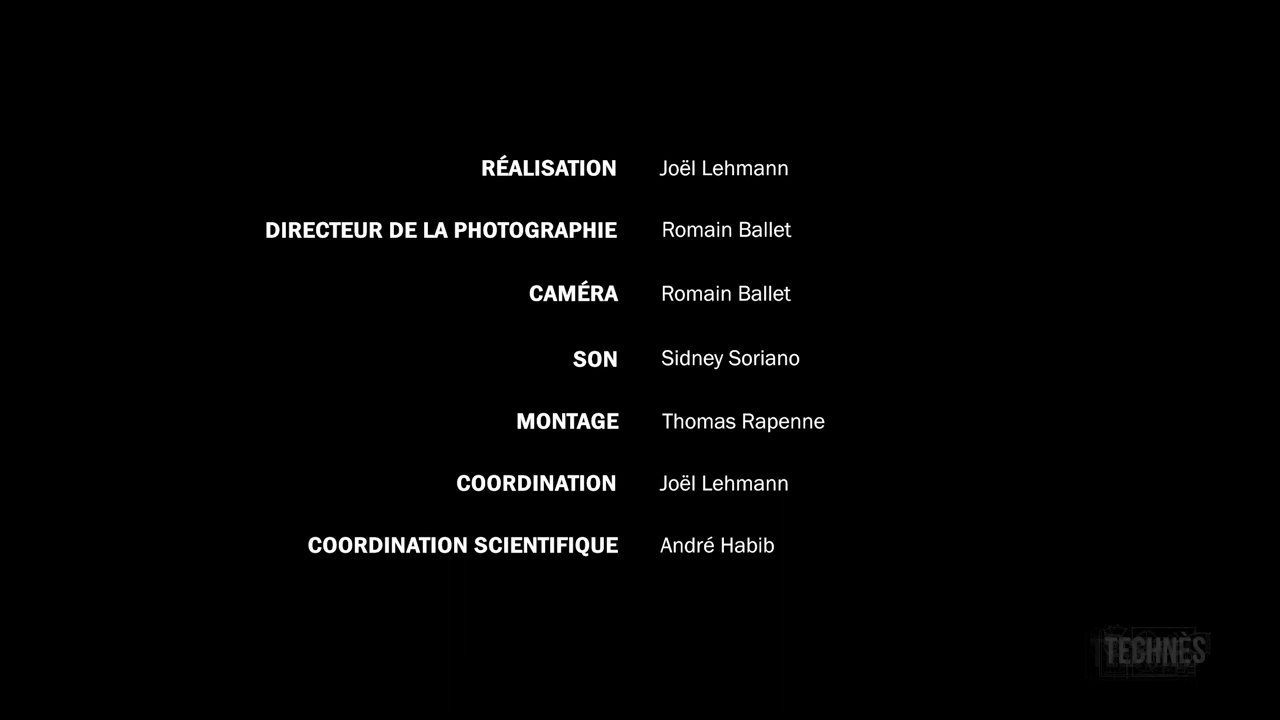 RÉALISATION Joël Lehmann
DIRECTEUR DE LA PHOTOGRAPHIE Romain Ballet
CAMÉRA Romain Ballet
SON Sidney Soriano
MONTAGE Thomas Rapenne
COORDINATION Joël Lehmann
COORDINATION SCIENTIFIQUE André Habib
TECHNÈS